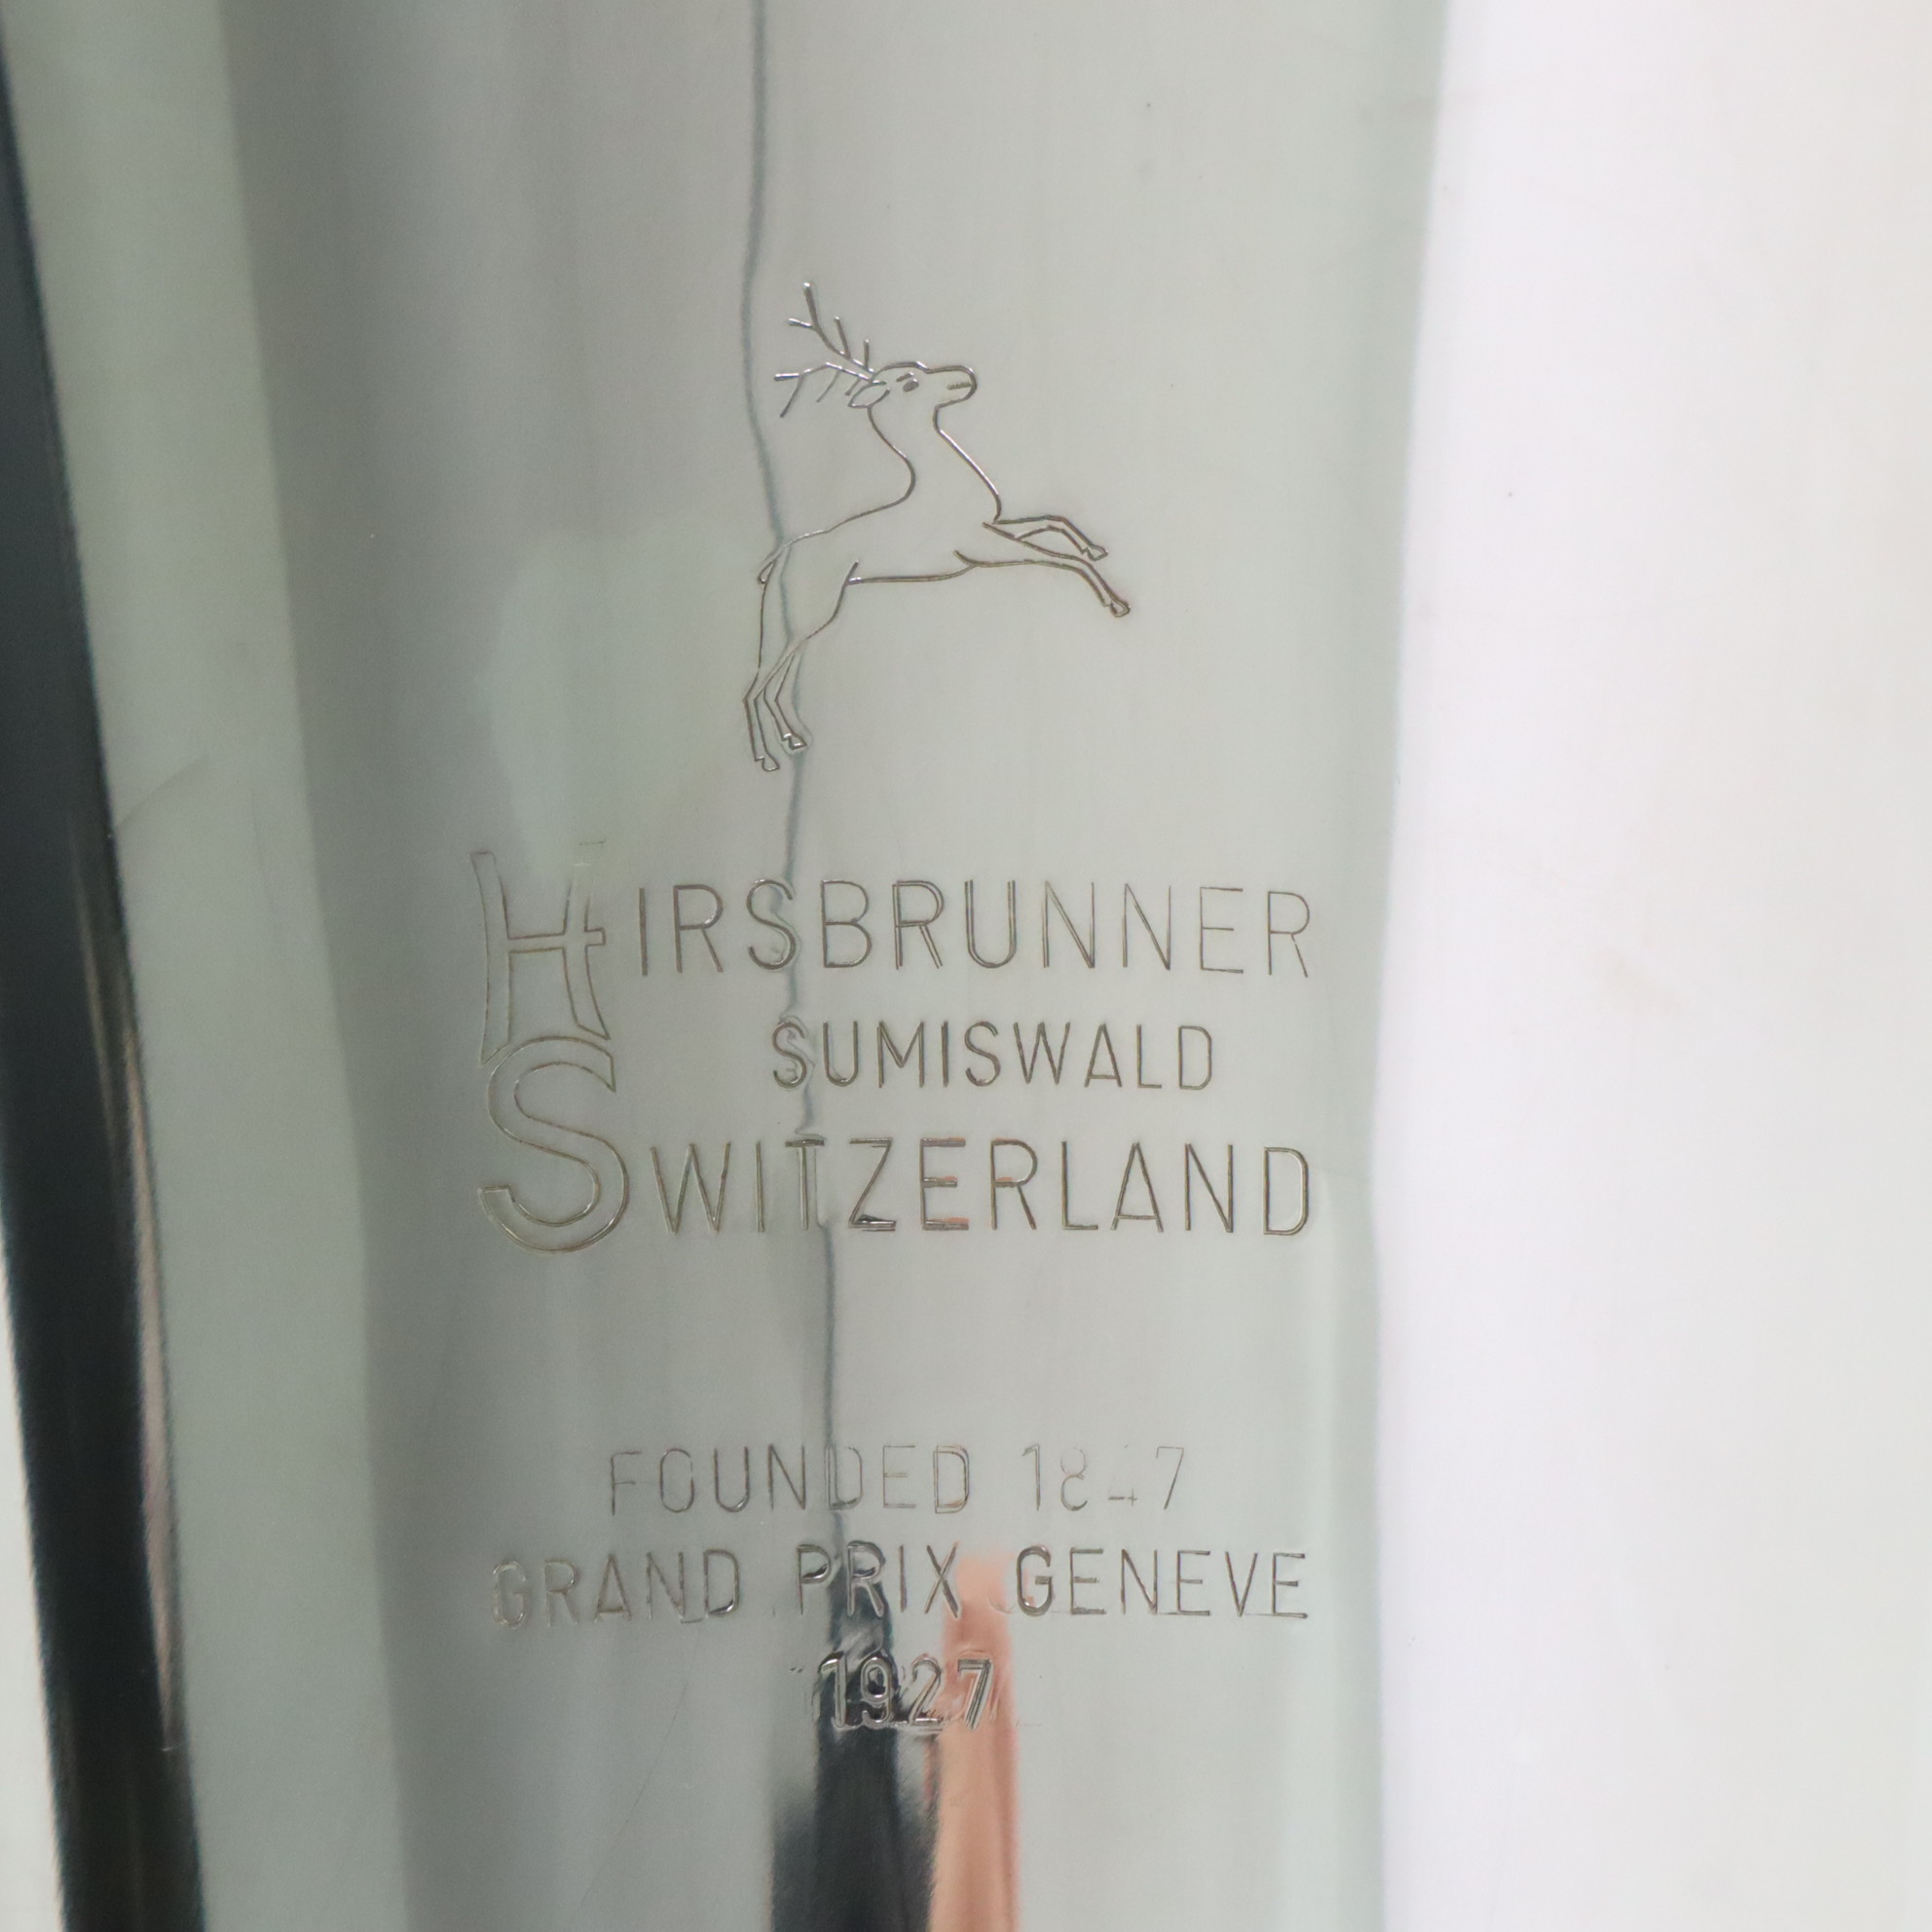 HIRSBRUNNER
SUMISWALD
SWITZERLAND
FOUNDED 1847
GRAND PRIX GENEVE
1927